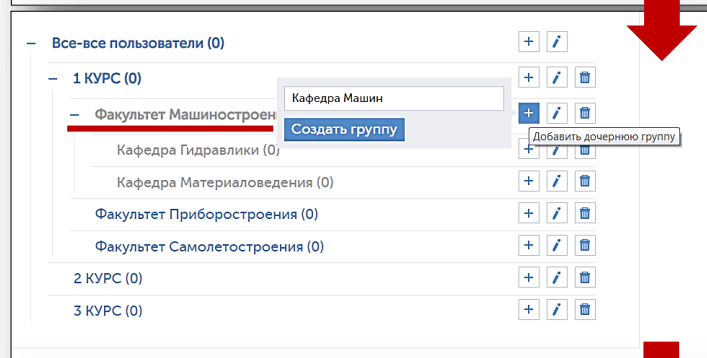 Все-все пользователи (0)
1 КУРС (0)
Кафедра Машин
Факультет Машиностроен
Создать группу
Добавить дочернюю группу
Кафедра Гидравлики (0)
Кафедра Материаловедения (0)
Факультет Приборостроения (0)
Факультет Самолетостроения (0)
2 КУРС (0)
3 КУРС (0)